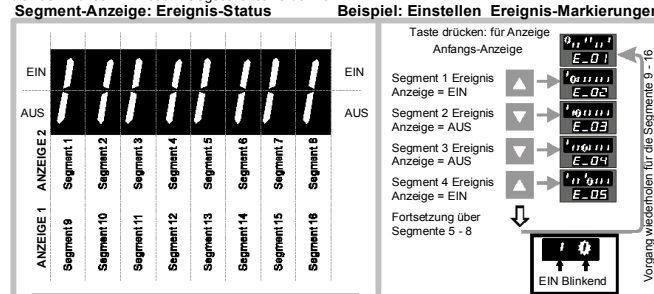 Segment-Anzeige: Ereignis-Status
Beispiel: Einstellen Ereignis-Markierungen
EIN
EIN
AUS
AUS
ANZEIGE 2
Segment 1
Segment 2
Segment 3
Segment 4
Segment 5
Segment 6
Segment 7
Segment 8
ANZEIGE 1
Segment 9
Segment 10
Segment 11
Segment 12
Segment 13
Segment 14
Segment 15
Segment 16
Taste drücken: für Anzeige
Anfangs-Anzeige
E_01
Segment 1 Ereignis
Anzeige = EIN
E_02
Segment 2 Ereignis
Anzeige = AUS
E_03
Segment 3 Ereignis
Anzeige = AUS
E_04
Segment 4 Ereignis
Anzeige = EIN
E_05
Fortsetzung über
Segmente 5 - 8
EIN Blinkend
Vorgang wiederholen für die Segmente 9 - 16